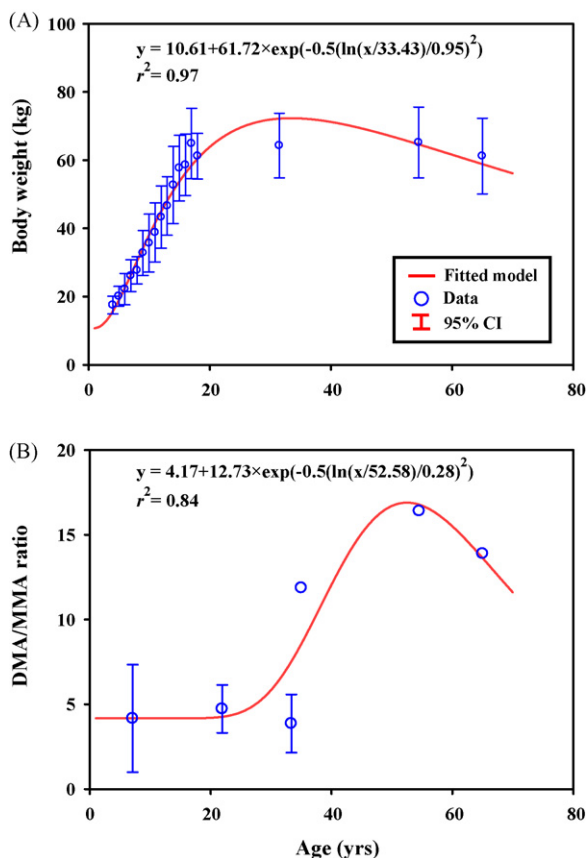 (A)
100
80
60
40
20
0
Body weight (kg)
y = 10.61+61.72×exp(-0.5(ln(x/33.43)/0.95)²)
r²= 0.97
Fitted model
Data
95% CI
0 20 40 60 80
(B)
20
15
10
5
0
DMA/MMA ratio
y = 4.17+12.73×exp(-0.5(ln(x/52.58)/0.28)²)
r²= 0.84
0 20 40 60 80
Age (yrs)